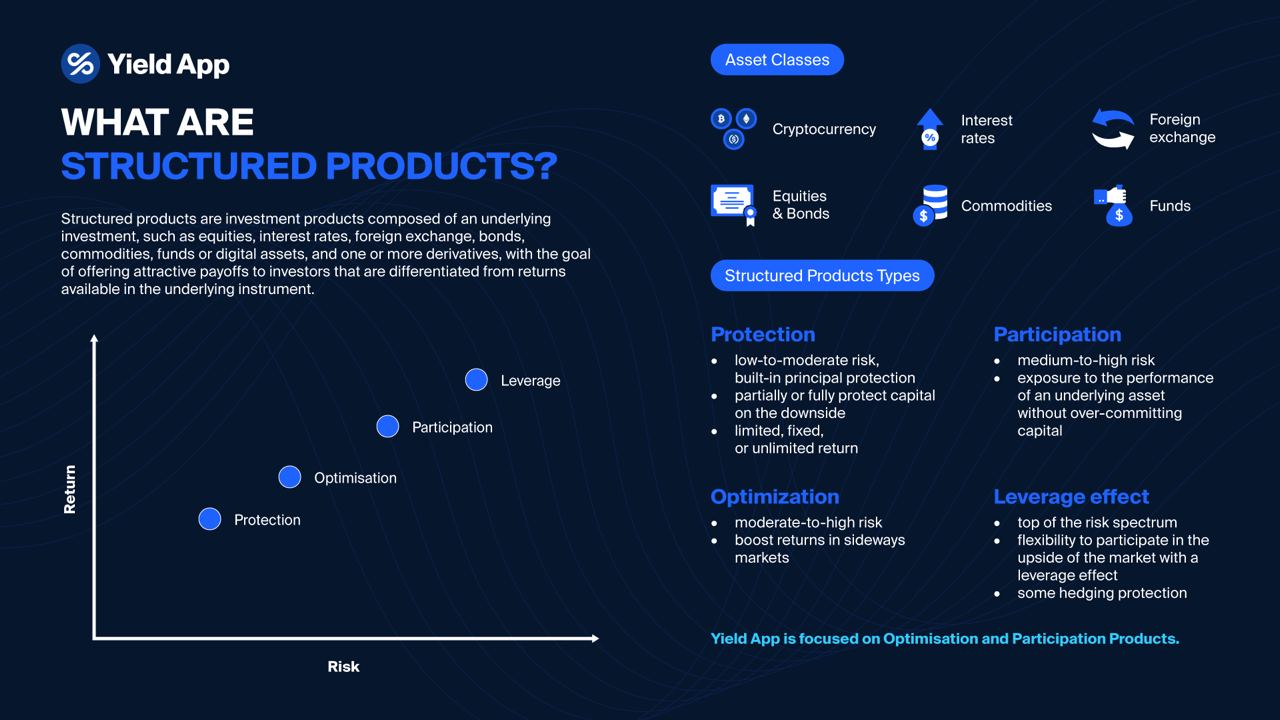 Yield App
WHAT ARE
STRUCTURED PRODUCTS?
Structured products are investment products composed of an underlying
investment, such as equities, interest rates, foreign exchange, bonds,
commodities, funds or digital assets, and one or more derivatives, with the goal
of offering attractive payoffs to investors that are differentiated from returns
available in the underlying instrument.
Return
Leverage
Participation
Optimisation
Protection
Risk
Asset Classes
Cryptocurrency
Interest
rates
Foreign
exchange
Equities
& Bonds
Commodities
Funds
Structured Products Types
Protection
• low-to-moderate risk,
built-in principal protection
• partially or fully protect capital
on the downside
• limited, fixed,
or unlimited return
Participation
• medium-to-high risk
• exposure to the performance
of an underlying asset
without over-committing
capital
Optimization
• moderate-to-high risk
• boost returns in sideways
markets
Leverage effect
• top of the risk spectrum
• flexibility to participate in the
upside of the market with a
leverage effect
• some hedging protection
Yield App is focused on Optimisation and Participation Products.